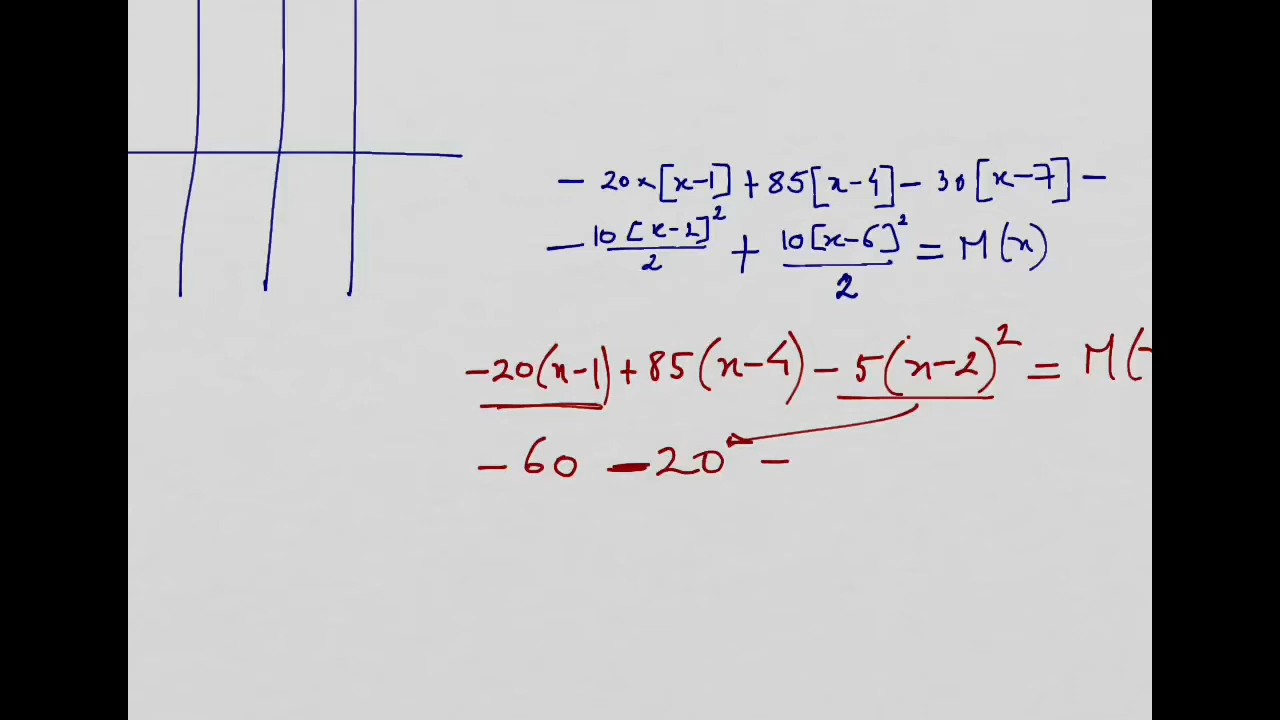 - 20x[x-1] + 85[x-4] - 30[x-7] -
- 10[x-2]²/2 + 10[x-6]²/2 = M(x)
-20(x-1) + 85(x-4) - 5(x-2)² = M(
- 60 - 20 -